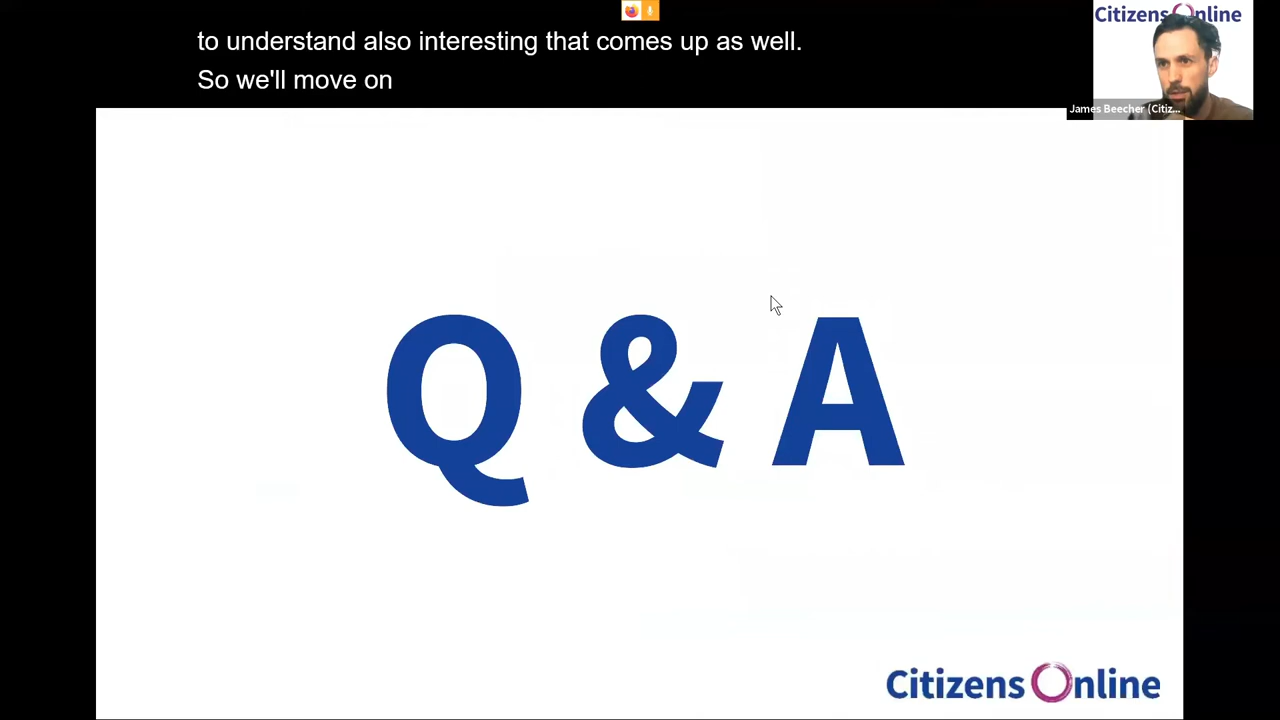 to understand also interesting that comes up as well.
So we'll move on
Citizens Online
James Beecher (Citiz...
Q & A
Citizens Online